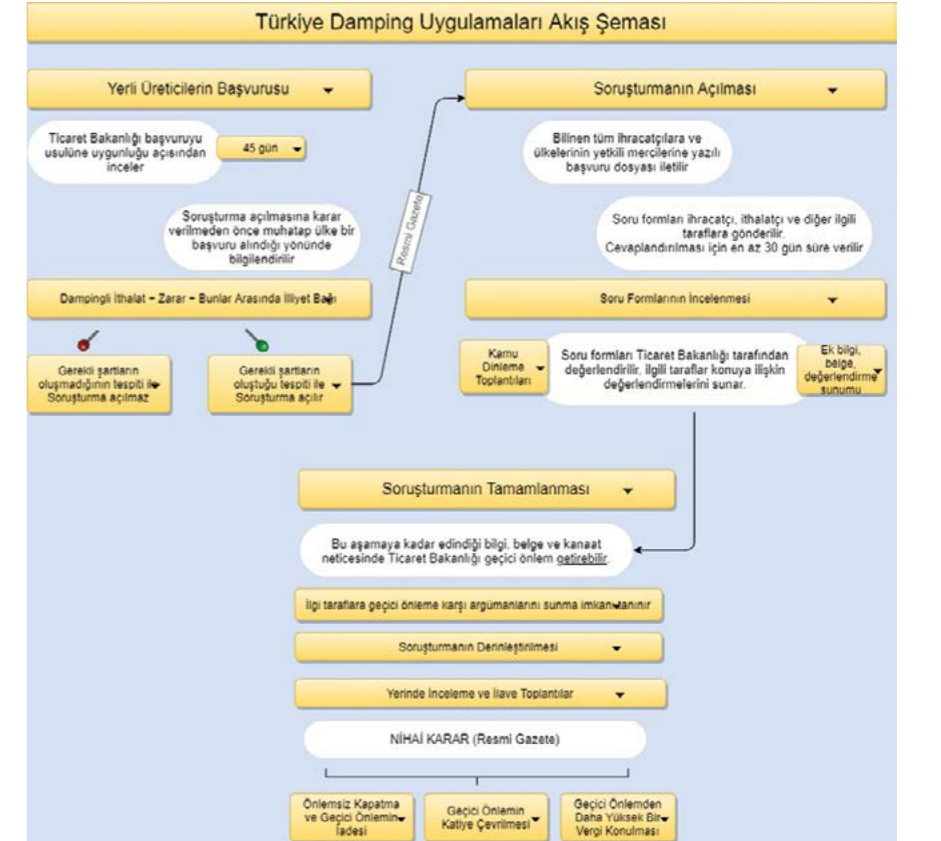 Türkiye Damping Uygulamaları Akış Şeması
Yerli Üreticilerin Başvurusu
Ticaret Bakanlığı başvuruyu
usulüne uygunluğu açısından
inceler
45 gün
Soruşturma açılmasına karar
verilmeden önce muhatap ülke bir
başvuru alındığı yönünde
bilgilendirilir
Dampingli İthalat – Zarar – Bunlar Arasında İlliyet Bağı
Gerekli şartların
oluşmadığının tespiti ile
Soruşturma açılmaz
Gerekli şartların
oluştuğu tespiti ile
Soruşturma açılır
Resmi Gazete
Soruşturmanın Açılması
Bilinen tüm ihracatçılara ve
ülkelerinin yetkili mercilerine yazılı
başvuru dosyası iletilir
Soru formları ihracatçı, ithalatçı ve diğer ilgili
taraflara gönderilir.
Cevaplandırılması için en az 30 gün süre verilir
Soru Formlarının İncelenmesi
Kamu
Dinleme
Toplantıları
Soru formları Ticaret Bakanlığı tarafından
değerlendirilir, ilgili taraflar konuya ilişkin
değerlendirmelerini sunar.
Ek bilgi,
belge,
değerlendirme
sunumu
Soruşturmanın Tamamlanması
Bu aşamaya kadar edindiği bilgi, belge ve kanaat
neticesinde Ticaret Bakanlığı geçici önlem getirebilir.
İlgi taraflara geçici önleme karşı argümanlarını sunma imkanı tanınır
Soruşturmanın Derinleştirilmesi
Yerinde İnceleme ve İlave Toplantılar
NİHAİ KARAR (Resmi Gazete)
Önlemsiz Kapatma
ve Geçici Önlemin
İadesi
Geçici Önlemin
Katiye Çevrilmesi
Geçici Önlemden
Daha Yüksek Bir
Vergi Konulması